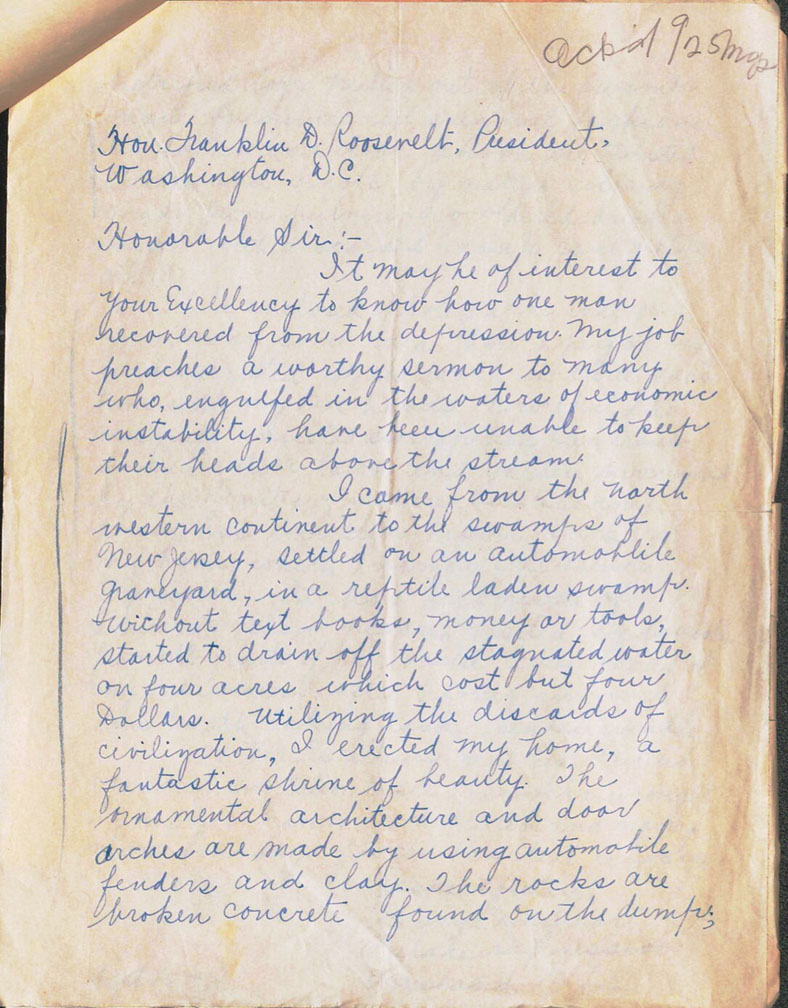 ack'd 9/25 mgs
Hon. Franklin D. Roosevelt, President,
Washington, D.C.
Honorable Sir:-
It may be of interest to
Your Excellency to know how one man
recovered from the depression. My job
preaches a worthy sermon to many
who, engulfed in the waters of economic
instability, have been unable to keep
their heads above the stream.
I came from the North
western continent to the swamps of
New Jersey, settled on an automobile
graveyard, in a reptile laden swamp.
Without text books, money or tools,
started to drain off the stagnated water
on four acres which cost but four
Dollars. Utilizing the discards of
civilization, I erected my home, a
fantastic shrine of beauty. The
ornamental architecture and door
arches are made by using automobile
fenders and clay. The rocks are
broken concrete found on the dump;